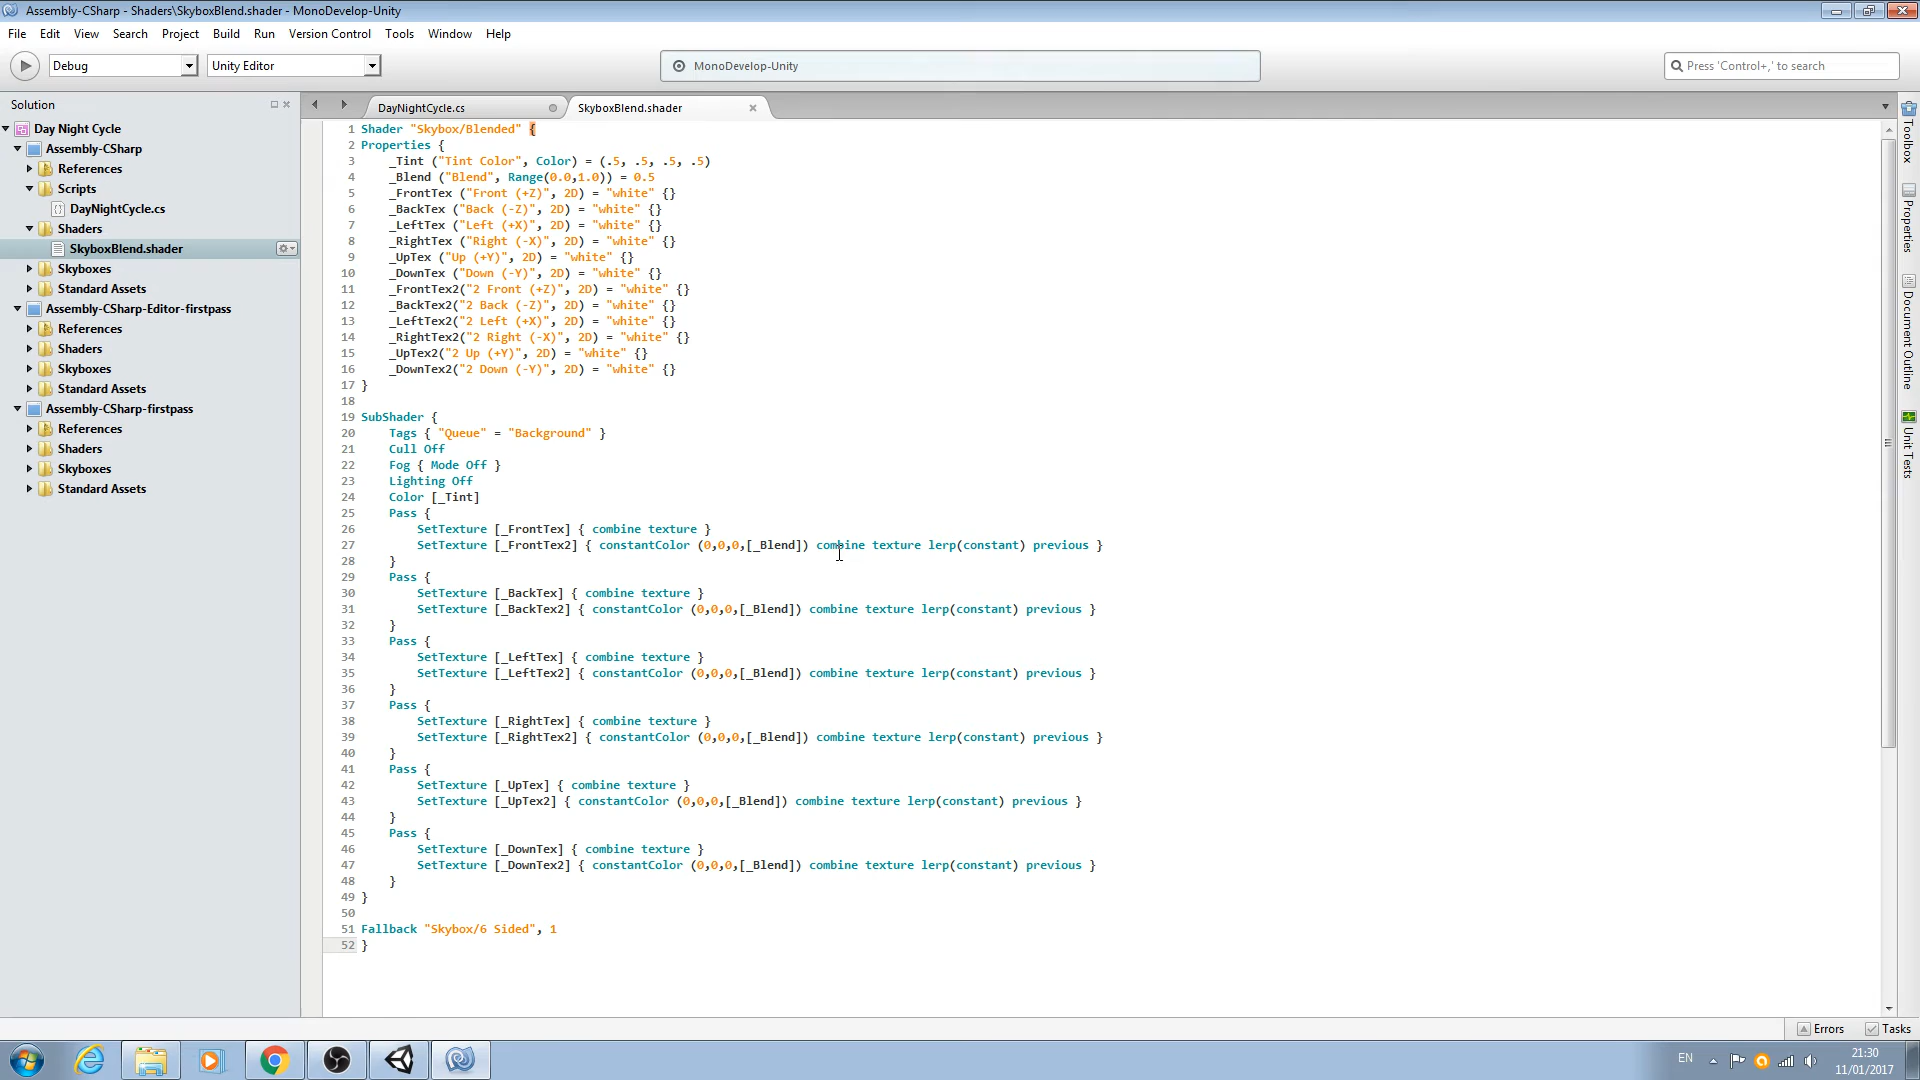 Assembly-CSharp - Shaders\SkyboxBlend.shader - MonoDevelop-Unity
File Edit View Search Project Build Run Version Control Tools Window Help
Debug Unity Editor MonoDevelop-Unity Press 'Control+,' to search
Solution
Day Night Cycle
Assembly-CSharp
References
Scripts
DayNightCycle.cs
Shaders
SkyboxBlend.shader
Skyboxes
Standard Assets
Assembly-CSharp-Editor-firstpass
References
Shaders
Skyboxes
Standard Assets
Assembly-CSharp-firstpass
References
Shaders
Skyboxes
Standard Assets
DayNightCycle.cs SkyboxBlend.shader
1 Shader "Skybox/Blended" {
2 Properties {
3 _Tint ("Tint Color", Color) = (.5, .5, .5, .5)
4 _Blend ("Blend", Range(0.0,1.0)) = 0.5
5 _FrontTex ("Front (+Z)", 2D) = "white" {}
6 _BackTex ("Back (-Z)", 2D) = "white" {}
7 _LeftTex ("Left (+X)", 2D) = "white" {}
8 _RightTex ("Right (-X)", 2D) = "white" {}
9 _UpTex ("Up (+Y)", 2D) = "white" {}
10 _DownTex ("Down (-Y)", 2D) = "white" {}
11 _FrontTex2("2 Front (+Z)", 2D) = "white" {}
12 _BackTex2("2 Back (-Z)", 2D) = "white" {}
13 _LeftTex2("2 Left (+X)", 2D) = "white" {}
14 _RightTex2("2 Right (-X)", 2D) = "white" {}
15 _UpTex2("2 Up (+Y)", 2D) = "white" {}
16 _DownTex2("2 Down (-Y)", 2D) = "white" {}
17 }
18
19 SubShader {
20 Tags { "Queue" = "Background" }
21 Cull Off
22 Fog { Mode Off }
23 Lighting Off
24 Color [_Tint]
25 Pass {
26 SetTexture [_FrontTex] { combine texture }
27 SetTexture [_FrontTex2] { constantColor (0,0,0,[_Blend]) combine texture lerp(constant) previous }
28 }
29 Pass {
30 SetTexture [_BackTex] { combine texture }
31 SetTexture [_BackTex2] { constantColor (0,0,0,[_Blend]) combine texture lerp(constant) previous }
32 }
33 Pass {
34 SetTexture [_LeftTex] { combine texture }
35 SetTexture [_LeftTex2] { constantColor (0,0,0,[_Blend]) combine texture lerp(constant) previous }
36 }
37 Pass {
38 SetTexture [_RightTex] { combine texture }
39 SetTexture [_RightTex2] { constantColor (0,0,0,[_Blend]) combine texture lerp(constant) previous }
40 }
41 Pass {
42 SetTexture [_UpTex] { combine texture }
43 SetTexture [_UpTex2] { constantColor (0,0,0,[_Blend]) combine texture lerp(constant) previous }
44 }
45 Pass {
46 SetTexture [_DownTex] { combine texture }
47 SetTexture [_DownTex2] { constantColor (0,0,0,[_Blend]) combine texture lerp(constant) previous }
48 }
49 }
50
51 Fallback "Skybox/6 Sided", 1
52 }
Toolbox
Properties
Document Outline
Unit Tests
Errors Tasks
EN
21:30
11/01/2017